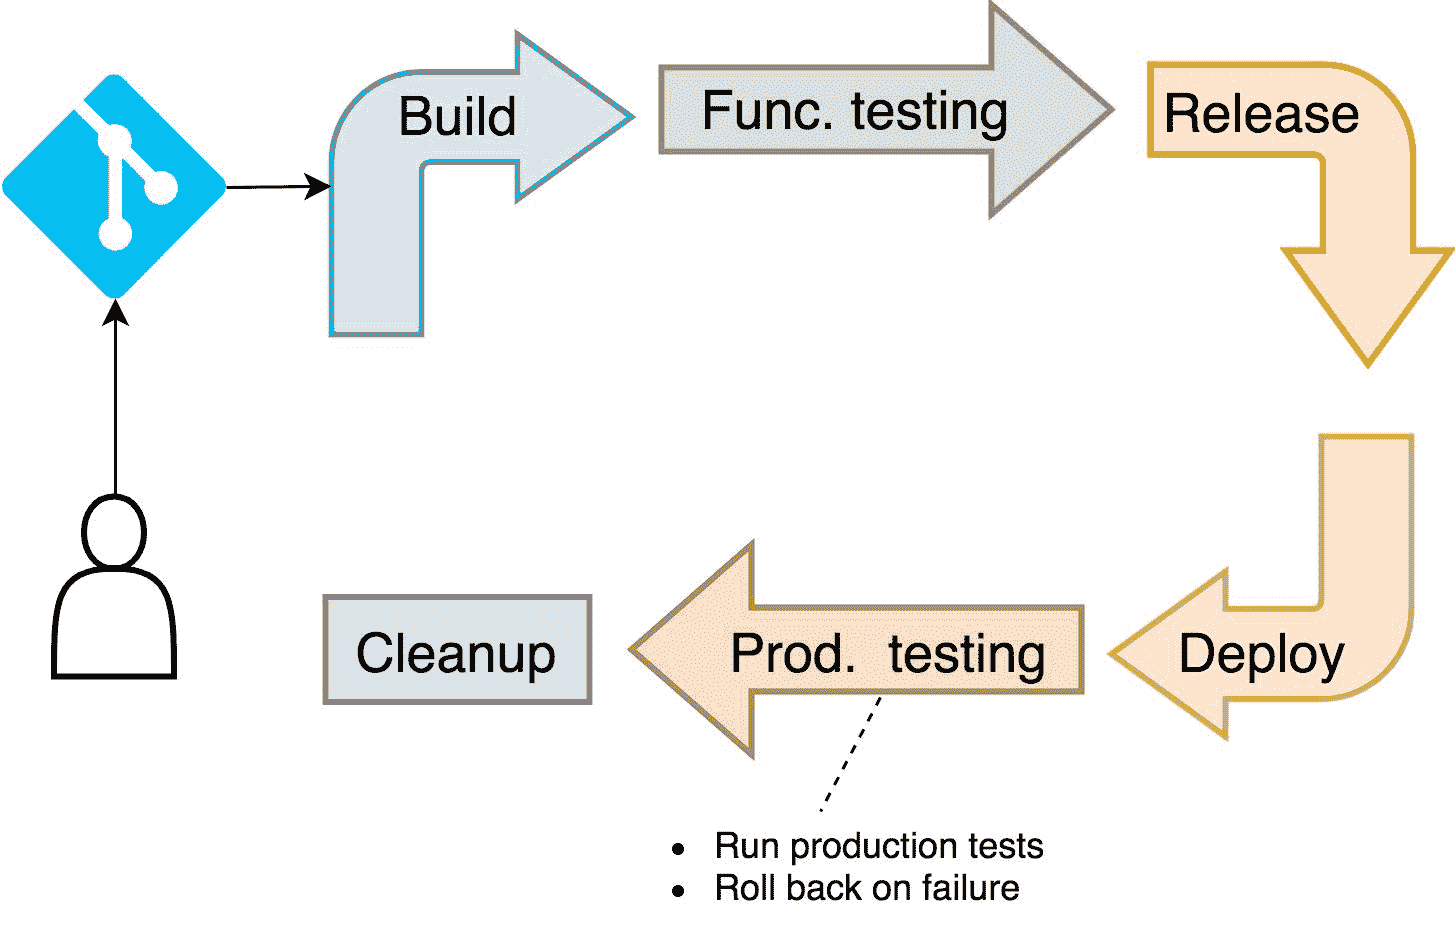 Build
Func. testing
Release
Deploy
Prod. testing
Cleanup
• Run production tests
• Roll back on failure